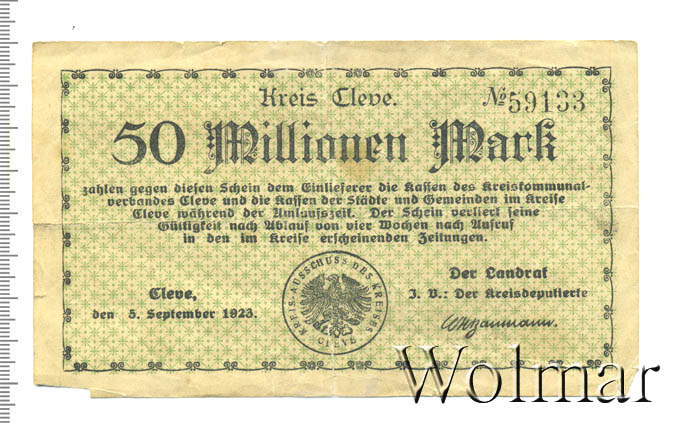 Kreis Cleve.
№ 59133
50 Millionen Mark
zahlen gegen diesen Schein dem Einlieferer die Kassen des Kreiskommunal-
verbandes Cleve und die Kassen der Städte und Gemeinden im Kreise
Cleve während der Umlaufszeit. Der Schein verliert seine
Gültigkeit nach Ablauf von vier Wochen nach Aufruf
in den im Kreise erscheinenden Zeitungen.
Cleve,
den 5. September 1923.
KREIS-AUSSCHUSS DES KREISES
CLEVE
Der Landrat
I. V.: Der Kreisdeputierte
Wolmar